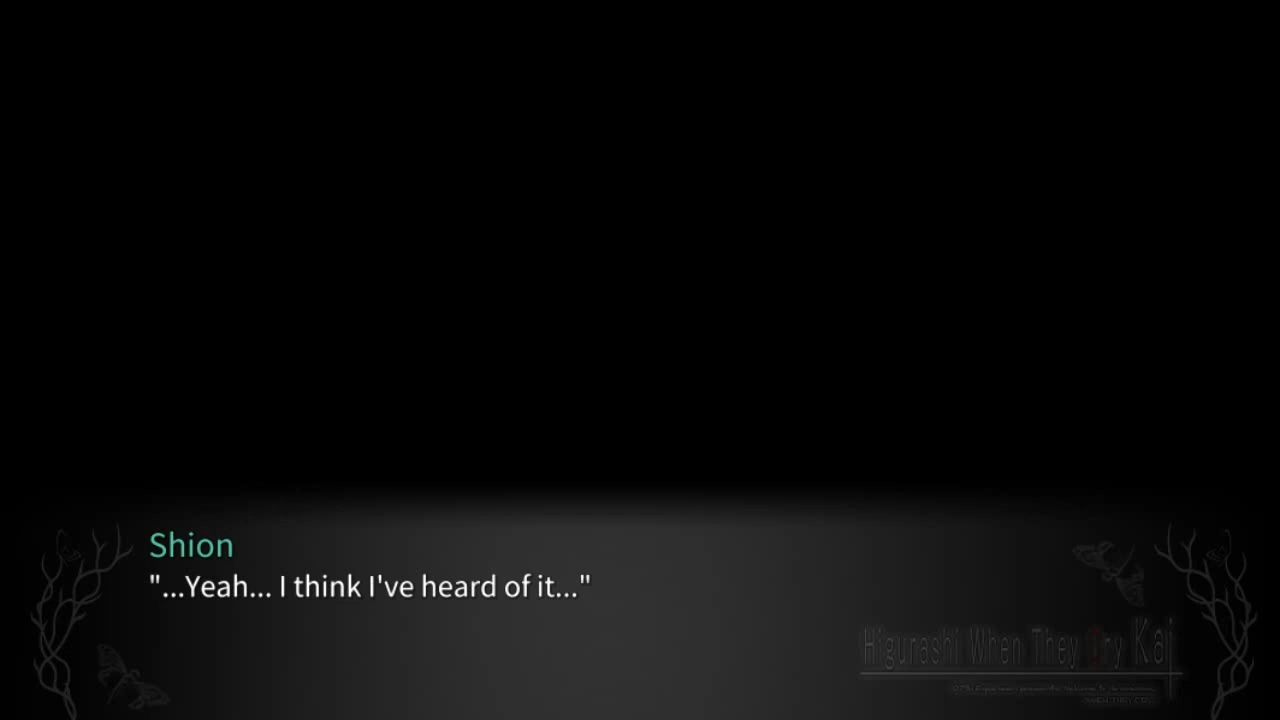 Shion
"...Yeah... I think I've heard of it..."
Higurashi When They Cry Kai